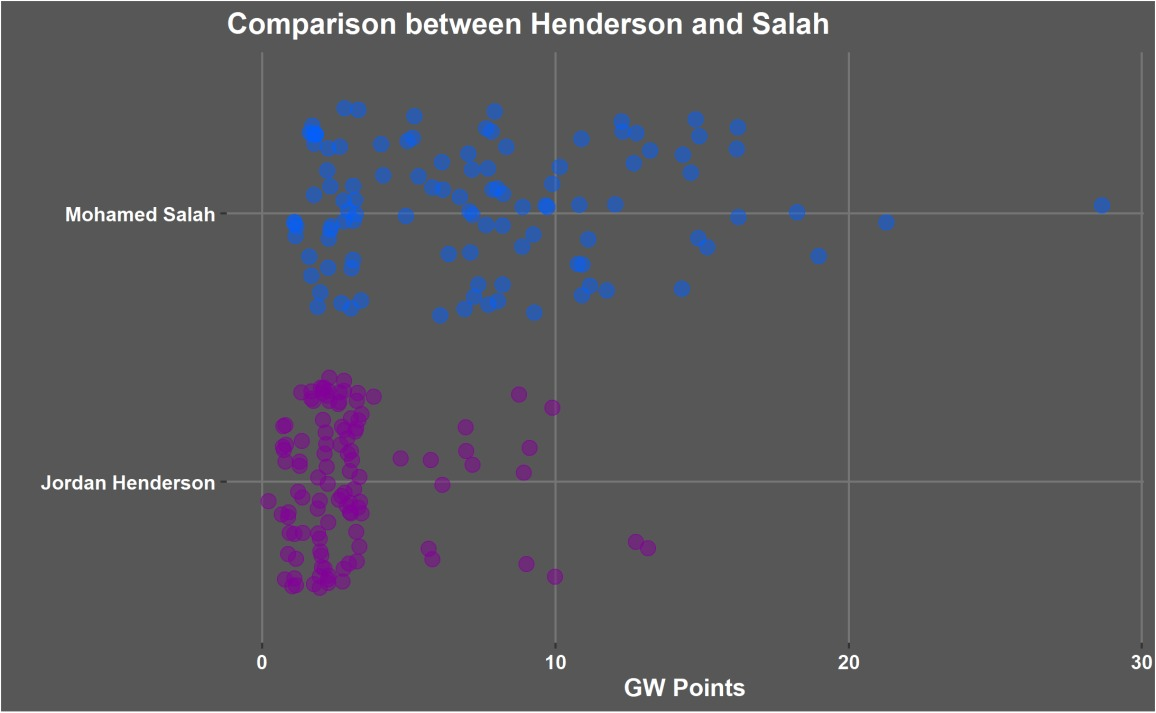 Comparison between Henderson and Salah
Mohamed Salah
Jordan Henderson
0 10 20 30
GW Points